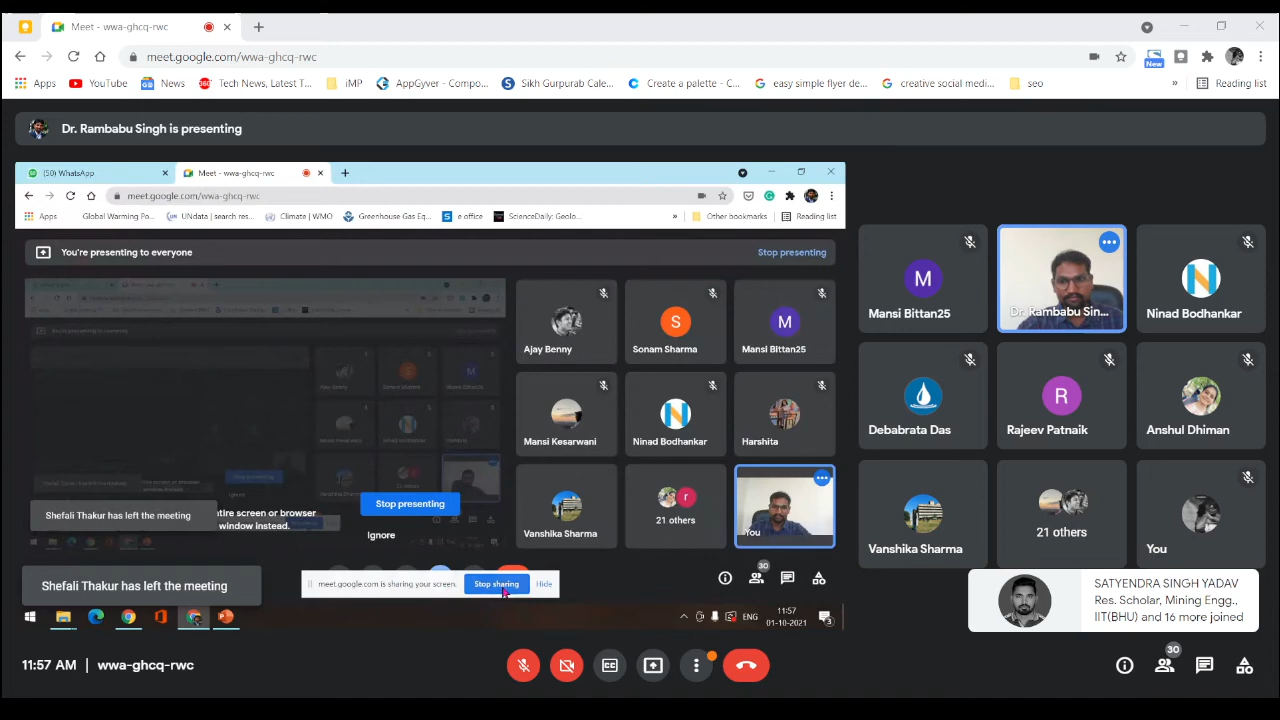 Meet - wwa-ghcq-rwc
meet.google.com/wwa-ghcq-rwc
New
Apps
YouTube
News
Tech News, Latest T...
iMP
AppGyver - Compo...
Sikh Gurpurab Cale...
Create a palette - C...
easy simple flyer de...
creative social medi...
seo
»
Reading list
Dr. Rambabu Singh is presenting
(50) WhatsApp
Meet - wwa-ghcq-rwc
meet.google.com/wwa-ghcq-rwc
Apps
Global Warming Po...
UNdata | search res...
Climate | WMO
Greenhouse Gas Eq...
e office
ScienceDaily: Geolo...
»
Other bookmarks
Reading list
You're presenting to everyone
Stop presenting
Ajay Benny
S
Sonam Sharma
M
Mansi Bittan25
Mansi Kesarwani
N
Ninad Bodhankar
Harshita
Vanshika Sharma
r
21 others
You
Stop presenting
Ignore
Shefali Thakur has left the meeting
ntire screen or browser
window instead.
Shefali Thakur has left the meeting
meet.google.com is sharing your screen.
Stop sharing
Hide
30
ENG
11:57
01-10-2021
3
M
Mansi Bittan25
Dr. Rambabu Sin...
N
Ninad Bodhankar
Debabrata Das
R
Rajeev Patnaik
Anshul Dhiman
Vanshika Sharma
21 others
You
SATYENDRA SINGH YADAV
Res. Scholar, Mining Engg.,
IIT(BHU) and 16 more joined
11:57 AM | wwa-ghcq-rwc
CC
30